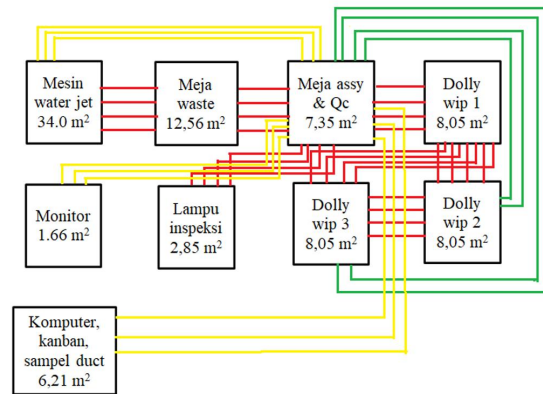 Mesin
water jet
34.0 m²
Meja
waste
12,56 m²
Meja assy
& Qc
7,35 m²
Dolly
wip 1
8,05 m²
Monitor
1.66 m²
Lampu
inspeksi
2,85 m²
Dolly
wip 3
8,05 m²
Dolly
wip 2
8,05 m²
Komputer,
kanban,
sampel duct
6,21 m²